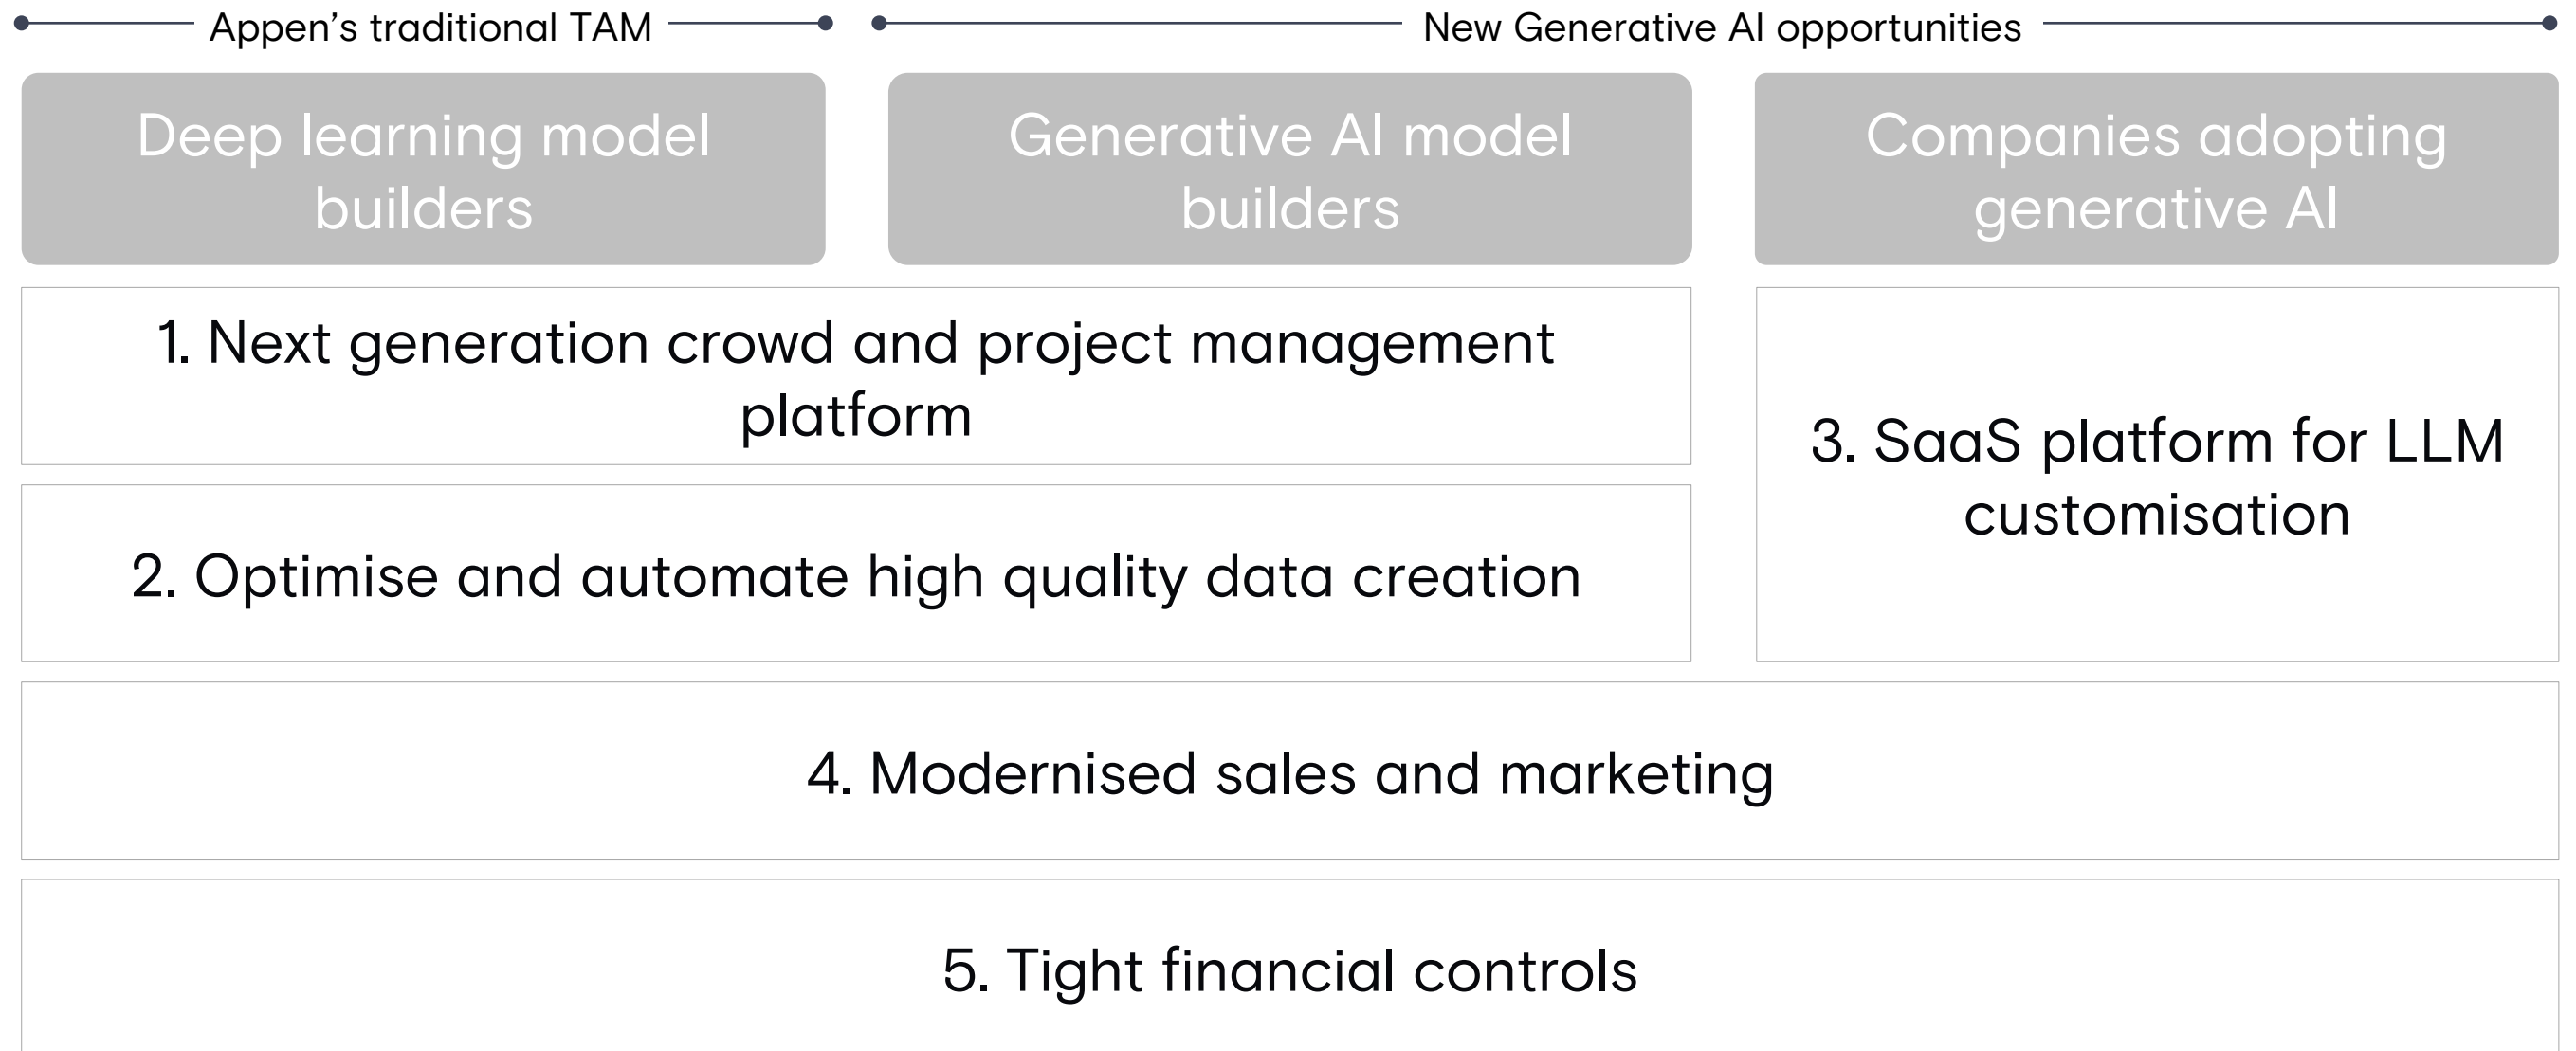 Appen’s traditional TAM
New Generative AI opportunities
Deep learning model
builders
Generative AI model
builders
Companies adopting
generative AI
1. Next generation crowd and project management
platform
2. Optimise and automate high quality data creation
3. SaaS platform for LLM
customisation
4. Modernised sales and marketing
5. Tight financial controls